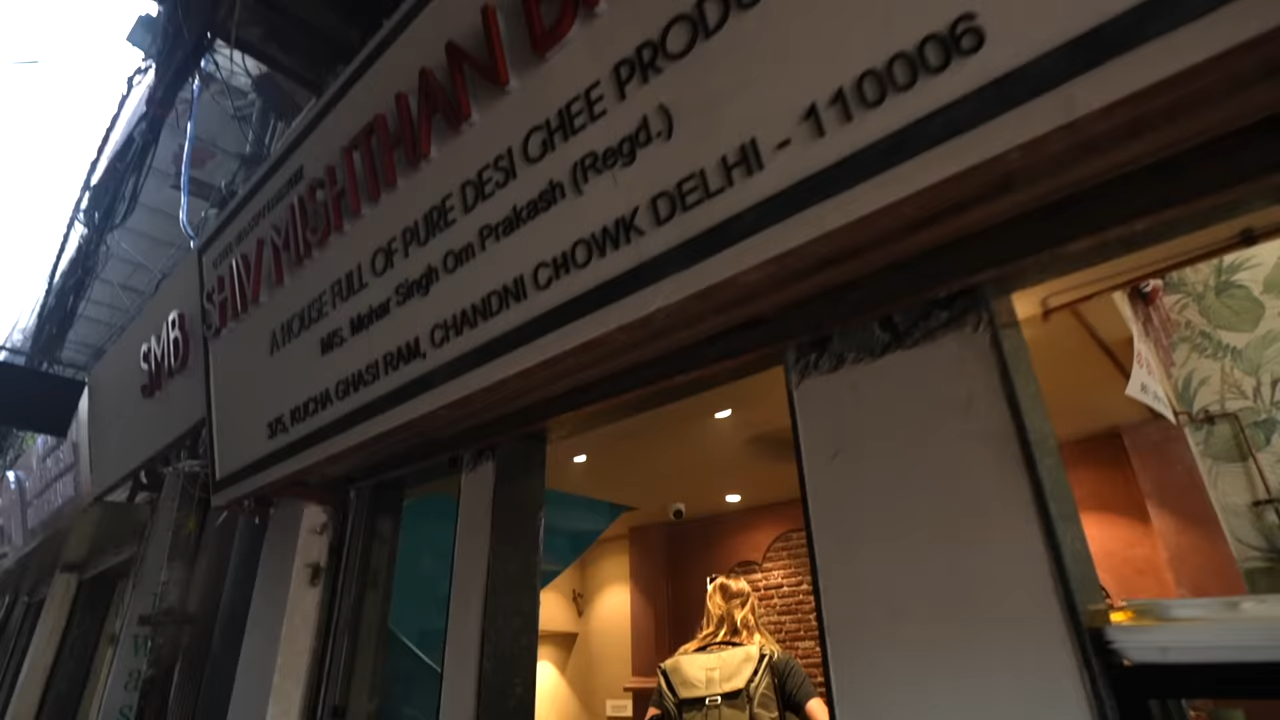 SHIV MISHTHAN
A HOUSE FULL OF PURE DESI GHEE
M/S. Mohar Singh Om Prakash (Regd.)
375, KUCHA GHASI RAM, CHANDNI CHOWK DELHI - 110006
SMB